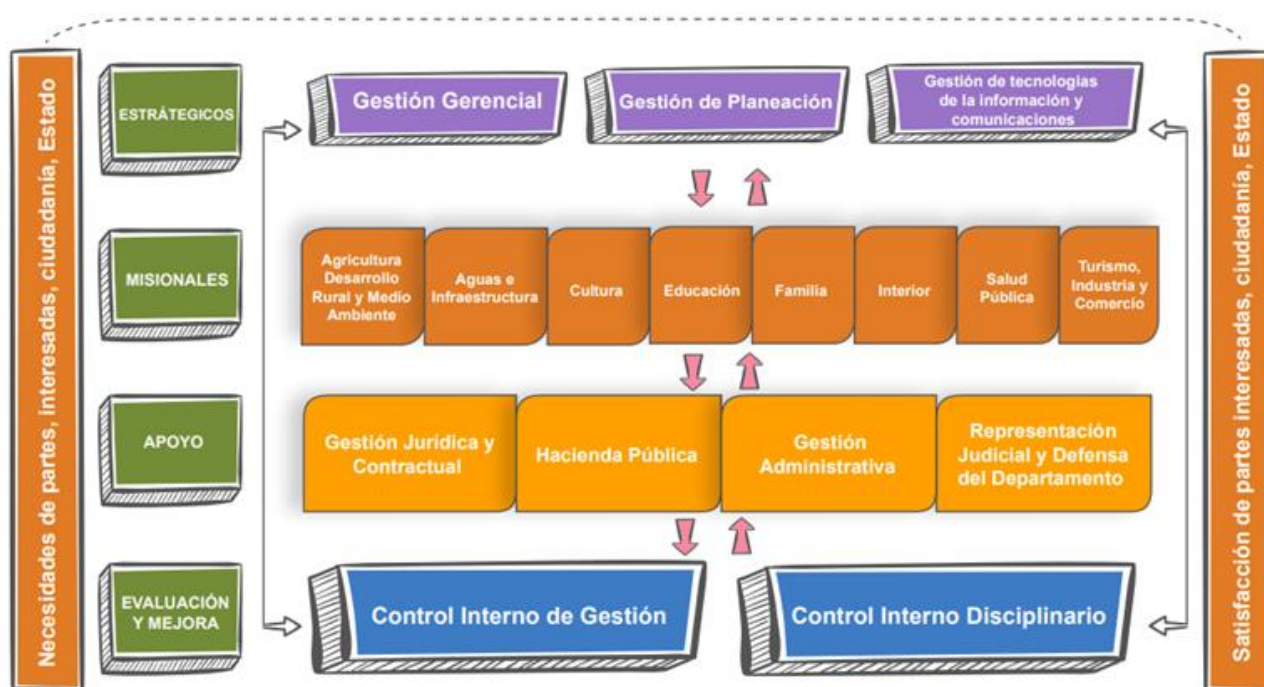 Necesidades de partes, interesadas, ciudadanía, Estado
ESTRÁTEGICOS
Gestión Gerencial
Gestión de Planeación
Gestión de tecnologías
de la información y
comunicaciones
MISIONALES
Agricultura
Desarrollo
Rural y Medio
Ambiente
Aguas e
Infraestructura
Cultura
Educación
Familia
Interior
Salud
Pública
Turismo,
Industria y
Comercio
APOYO
Gestión Jurídica y
Contractual
Hacienda Pública
Gestión
Administrativa
Representación
Judicial y Defensa
del Departamento
EVALUACIÓN
Y MEJORA
Control Interno de Gestión
Control Interno Disciplinario
Satisfacción de partes interesadas, ciudadanía, Estado